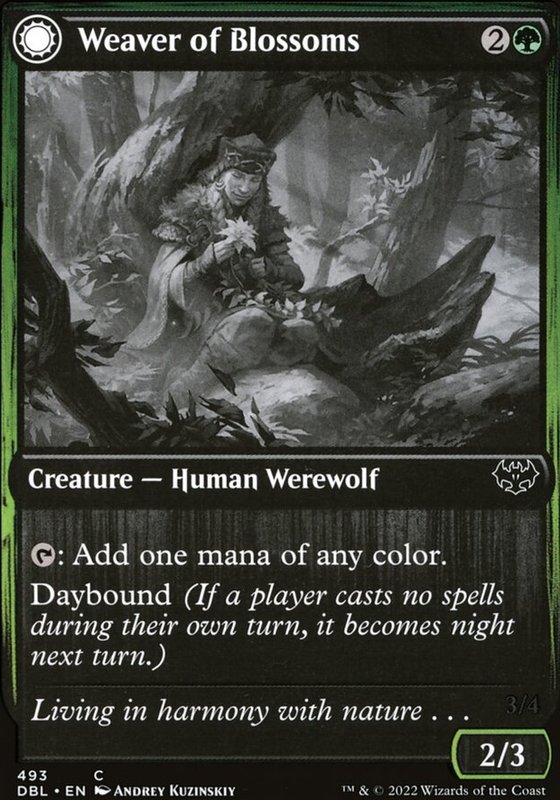 Weaver of Blossoms 2
Creature — Human Werewolf
: Add one mana of any color.
Daybound (If a player casts no spells
during their own turn, it becomes night
next turn.)
3/4
Living in harmony with nature . . .
2/3
493 C
DBL • EN ANDREY KUZINSKIY
™ & © 2022 Wizards of the Coast